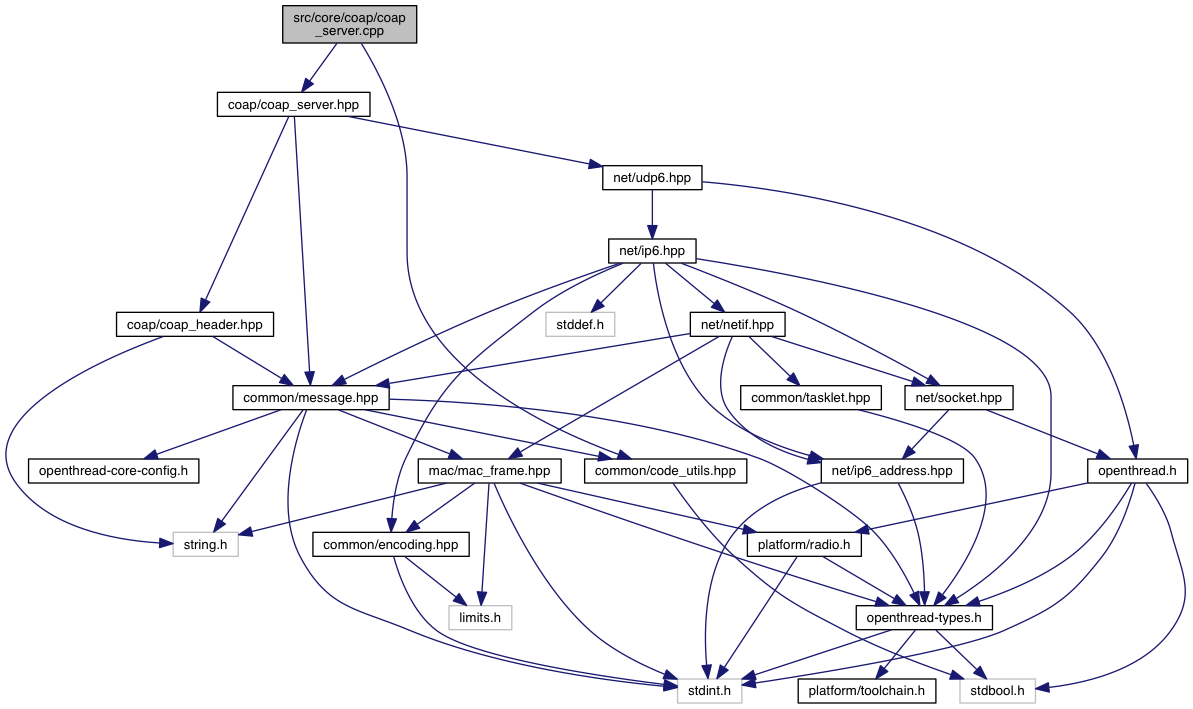 src/core/coap/coap
_server.cpp
coap/coap_server.hpp
net/udp6.hpp
net/ip6.hpp
coap/coap_header.hpp
stddef.h
net/netif.hpp
common/message.hpp
common/tasklet.hpp
net/socket.hpp
openthread-core-config.h
mac/mac_frame.hpp
common/code_utils.hpp
net/ip6_address.hpp
openthread.h
string.h
common/encoding.hpp
platform/radio.h
limits.h
openthread-types.h
stdint.h
platform/toolchain.h
stdbool.h